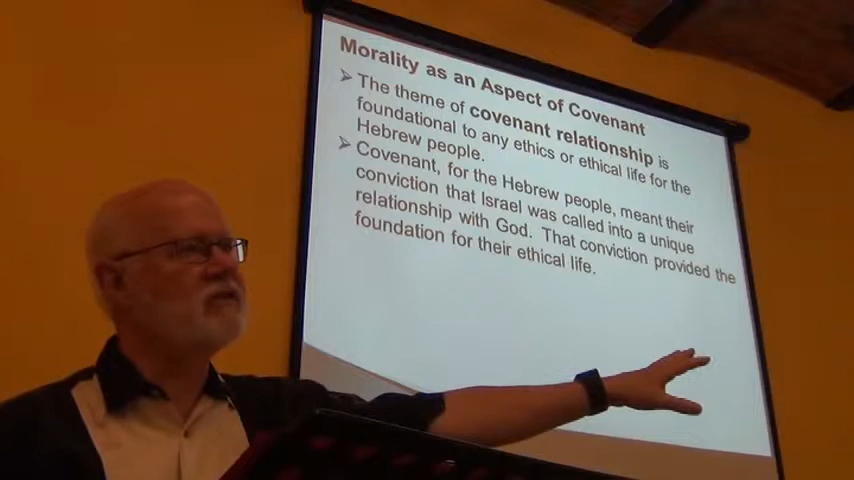 Morality as an Aspect of Covenant
The theme of covenant relationship is
foundational to any ethics or ethical life for the
Hebrew people.
Covenant, for the Hebrew people, meant their
conviction that Israel was called into a unique
relationship with God. That conviction provided the
foundation for their ethical life.